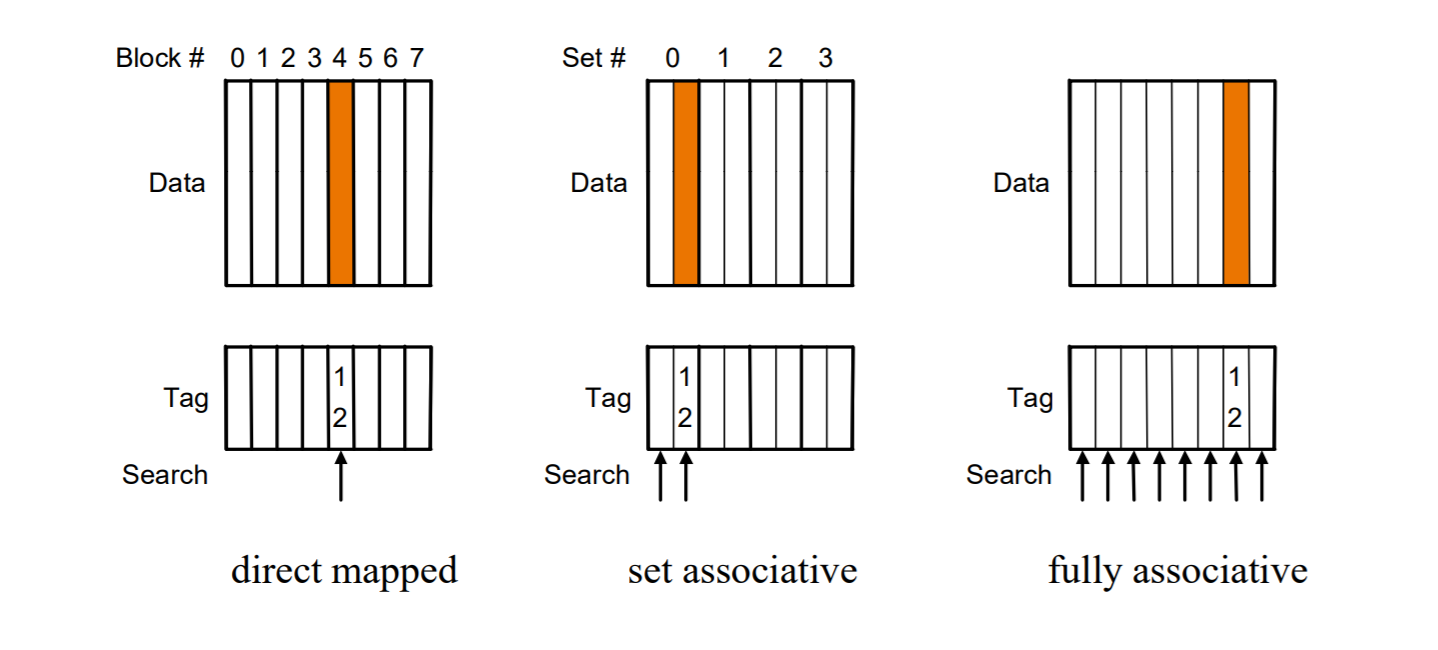 Block # 0 1 2 3 4 5 6 7
Data
Tag
1
2
Search
direct mapped
Set # 0 1 2 3
Data
Tag
1
2
Search
set associative
Data
Tag
1
2
Search
fully associative